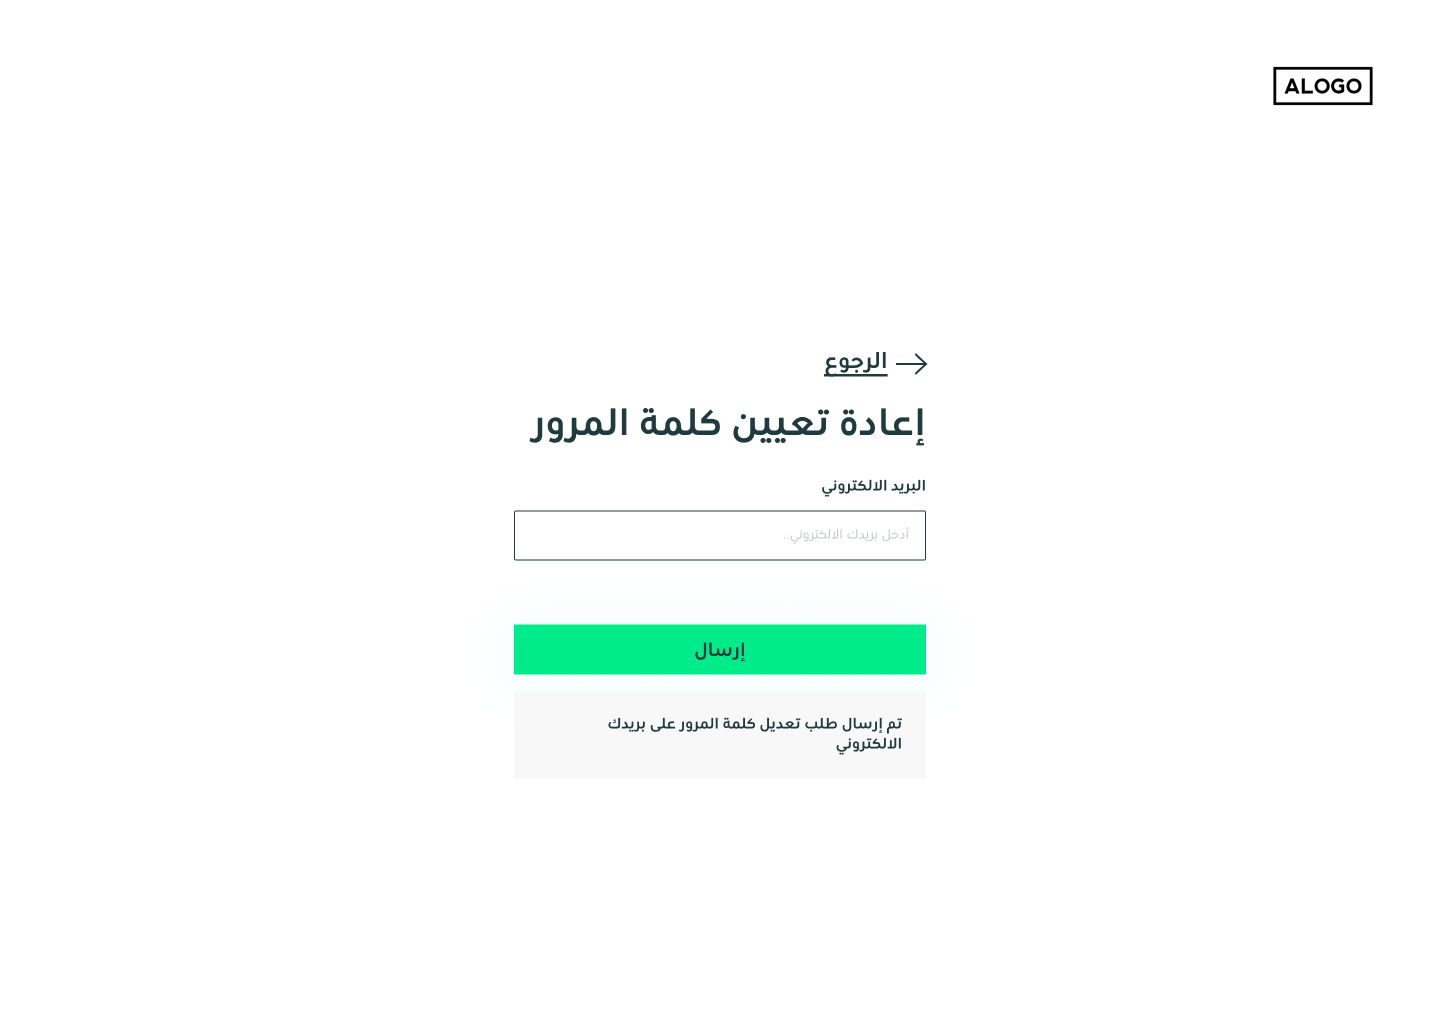 ALOGO
الرجوع
إعادة تعيين كلمة المرور
البريد الالكتروني
أدخل بريدك الالكتروني..
إرسال
تم إرسال طلب تعديل كلمة المرور على بريدك
الالكتروني